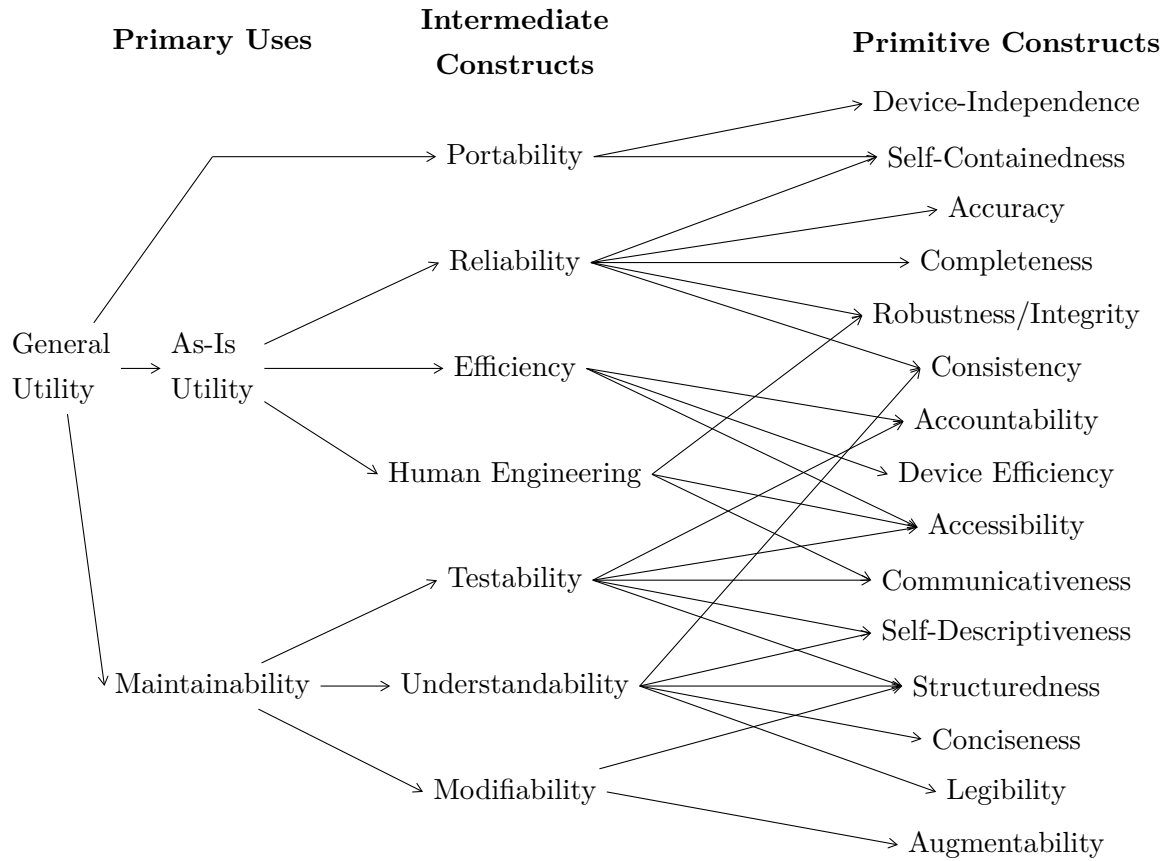 Primary Uses
Intermediate
Constructs
Primitive Constructs
Device-Independence
Portability
Self-Containedness
Accuracy
Reliability
Completeness
Robustness/Integrity
General
Utility
As-Is
Utility
Efficiency
Consistency
Accountability
Human Engineering
Device Efficiency
Accessibility
Testability
Communicativeness
Self-Descriptiveness
Maintainability
Understandability
Structuredness
Conciseness
Modifiability
Legibility
Augmentability